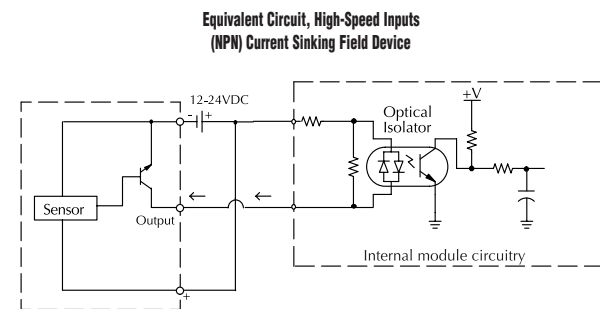 Equivalent Circuit, High-Speed Inputs
(NPN) Current Sinking Field Device
12-24VDC
- +
+V
Optical
Isolator
Sensor
Output
Internal module circuitry
+